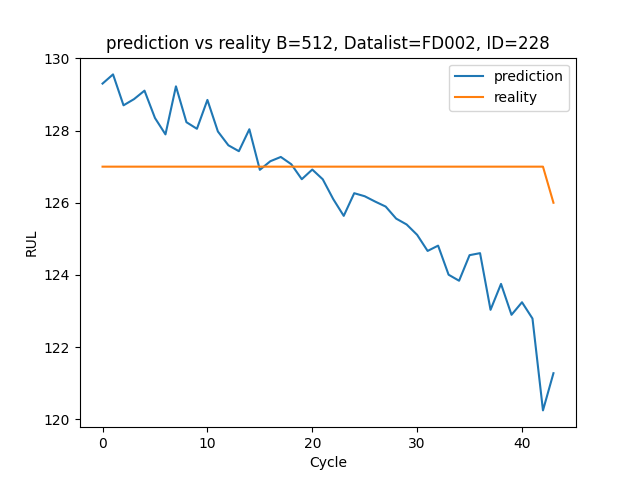 prediction vs reality B=512, Datalist=FD002, ID=228
prediction
reality
RUL
130
128
126
124
122
120
0 10 20 30 40
Cycle